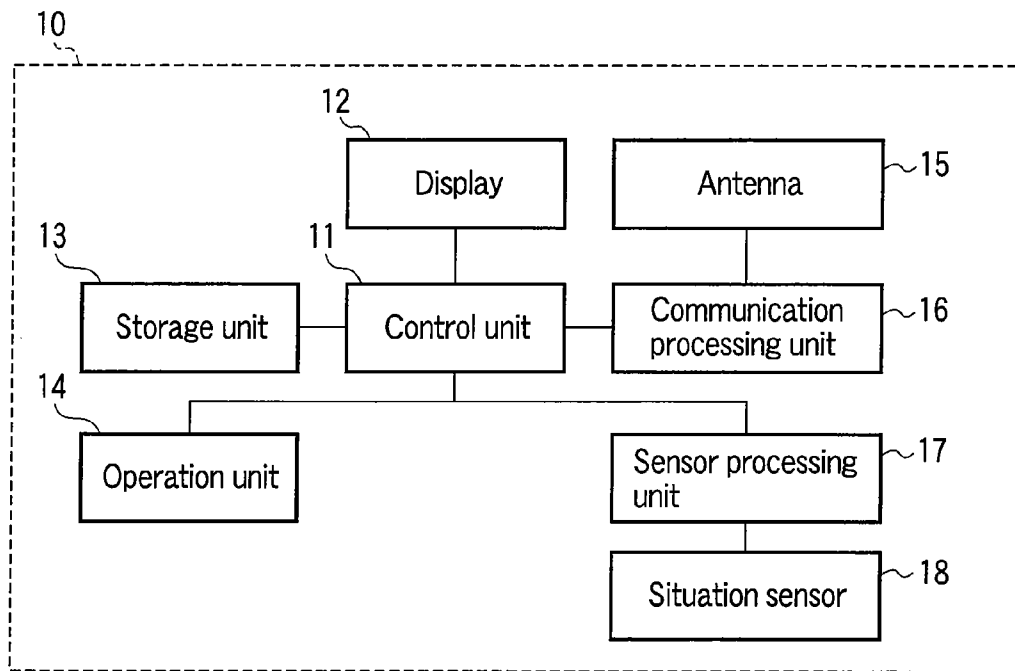 10
12
Display
Antenna
15
13
11
Storage unit
Control unit
Communication
processing unit
16
14
Operation unit
Sensor processing
unit
17
Situation sensor
18